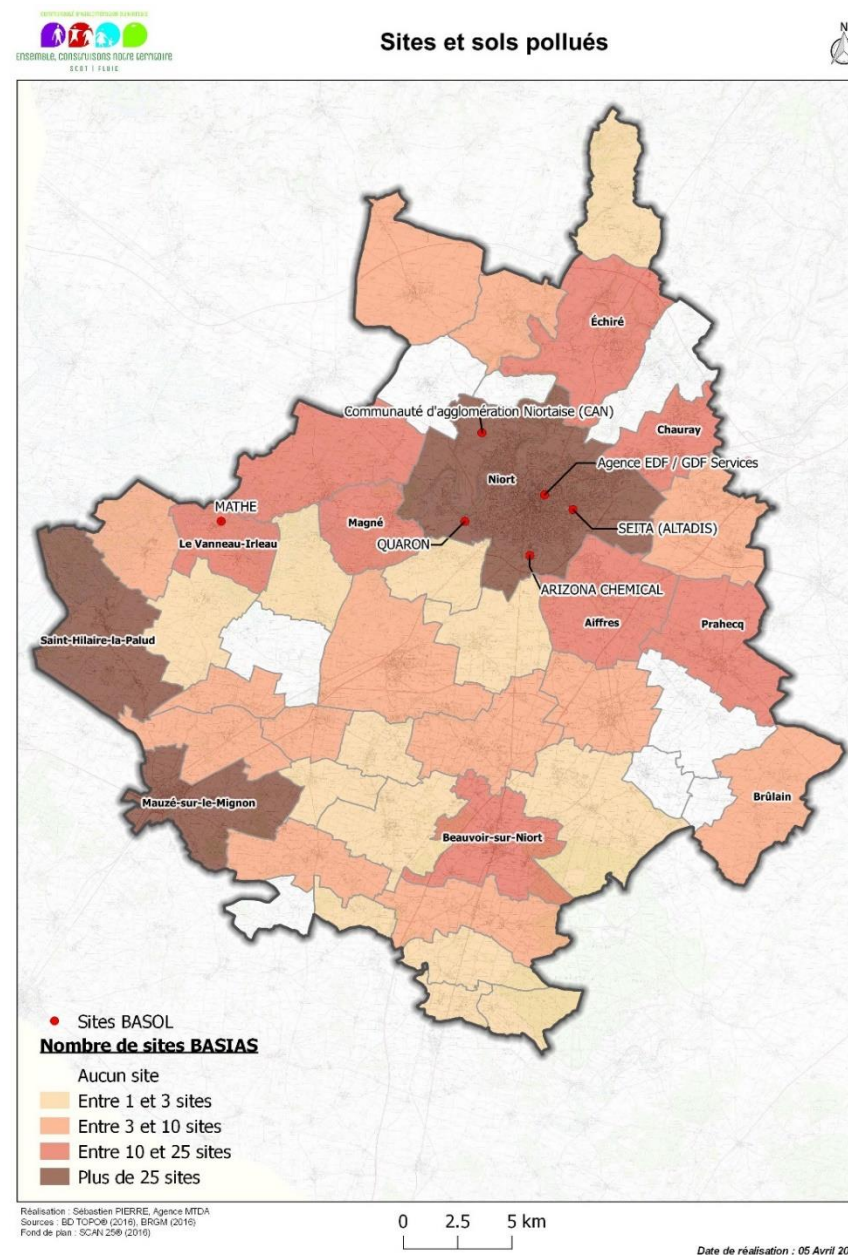 ENSEMBLE, CONSTRUISONS NOTRE TERRITOIRE
SCOT | PLUIC
Sites et sols pollués
N
Échiré
Communauté d'agglomération Niortaise (CAN)
Chauray
Niort
Agence EDF / GDF Services
MATHE
Magné
SEITA (ALTADIS)
Le Vanneau-Irleau
QUARON
ARIZONA CHEMICAL
Aiffres
Prahecq
Saint-Hilaire-la-Palud
Brûlain
Mauzé-sur-le-Mignon
Beauvoir-sur-Niort
Sites BASOL
Nombre de sites BASIAS
Aucun site
Entre 1 et 3 sites
Entre 3 et 10 sites
Entre 10 et 25 sites
Plus de 25 sites
Réalisation : Sébastien PIERRE, Agence MTDA
Sources : BD TOPO® (2016), BRGM (2016)
Fond de plan : SCAN 25® (2016)
0 2.5 5 km
Date de réalisation : 05 Avril 20